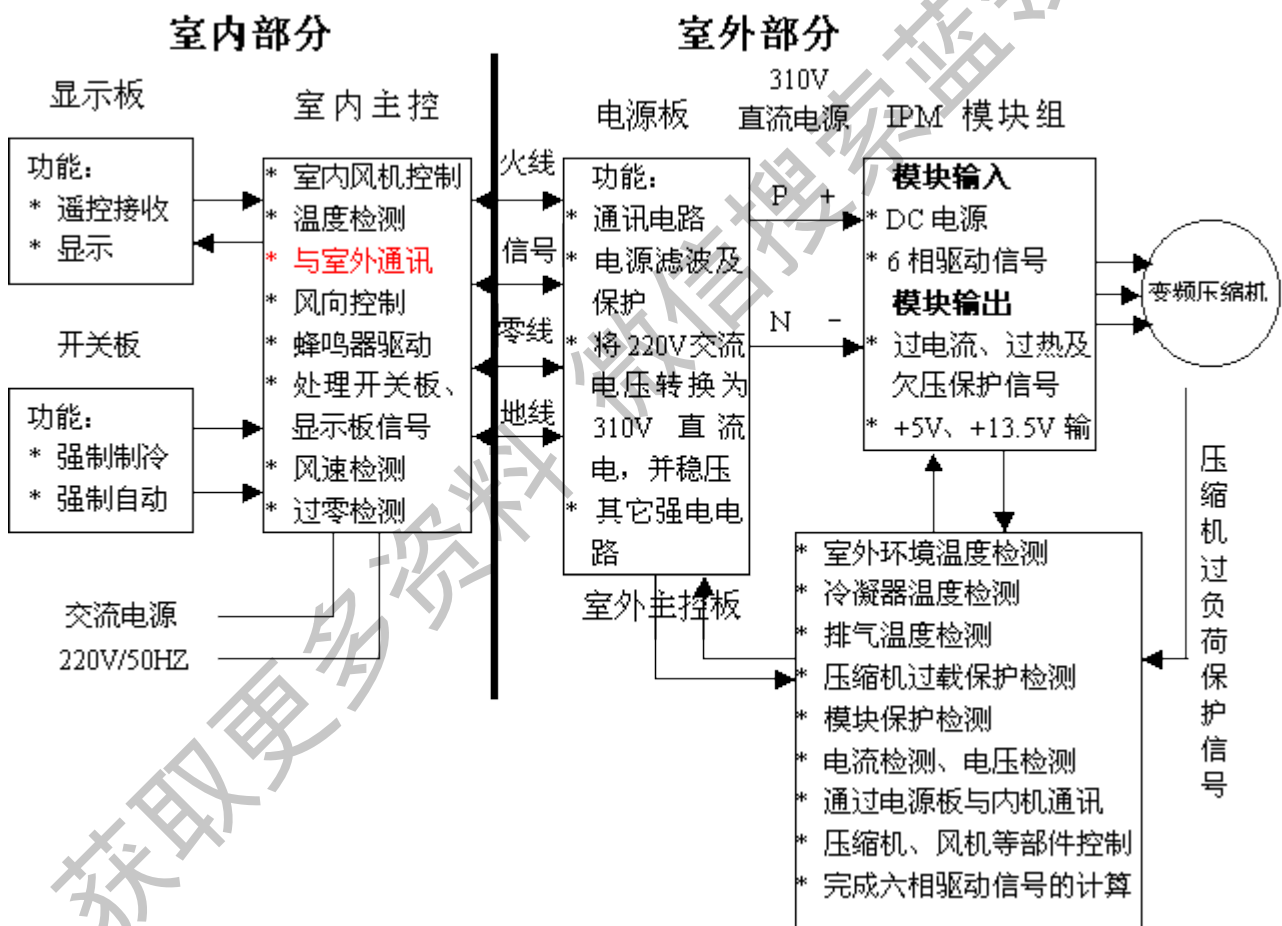 室内部分
室外部分
显示板
功能：
* 遥控接收
* 显示
开关板
功能：
* 强制制冷
* 强制自动
室内主控
* 室内风机控制
* 温度检测
* 与室外通讯
* 风向控制
* 蜂鸣器驱动
* 处理开关板、
显示板信号
* 风速检测
* 过零检测
交流电源
220V/50HZ
火线
信号
零线
地线
电源板
功能：
* 通讯电路
* 电源滤波及
保护
* 将220V交流
电压转换为
310V 直流
电，并稳压
* 其它强电电
路
310V
直流电源
P +
N -
IPM 模块组
模块输入
* DC 电源
* 6 相驱动信号
模块输出
* 过电流、过热及
欠压保护信号
* +5V、+13.5V 输
变频压缩机
压缩机过负荷保护信号
室外主控板
* 室外环境温度检测
* 冷凝器温度检测
* 排气温度检测
* 压缩机过载保护检测
* 模块保护检测
* 电流检测、电压检测
* 通过电源板与内机通讯
* 压缩机、风机等部件控制
* 完成六相驱动信号的计算
获取更多资料 微信搜索蓝领